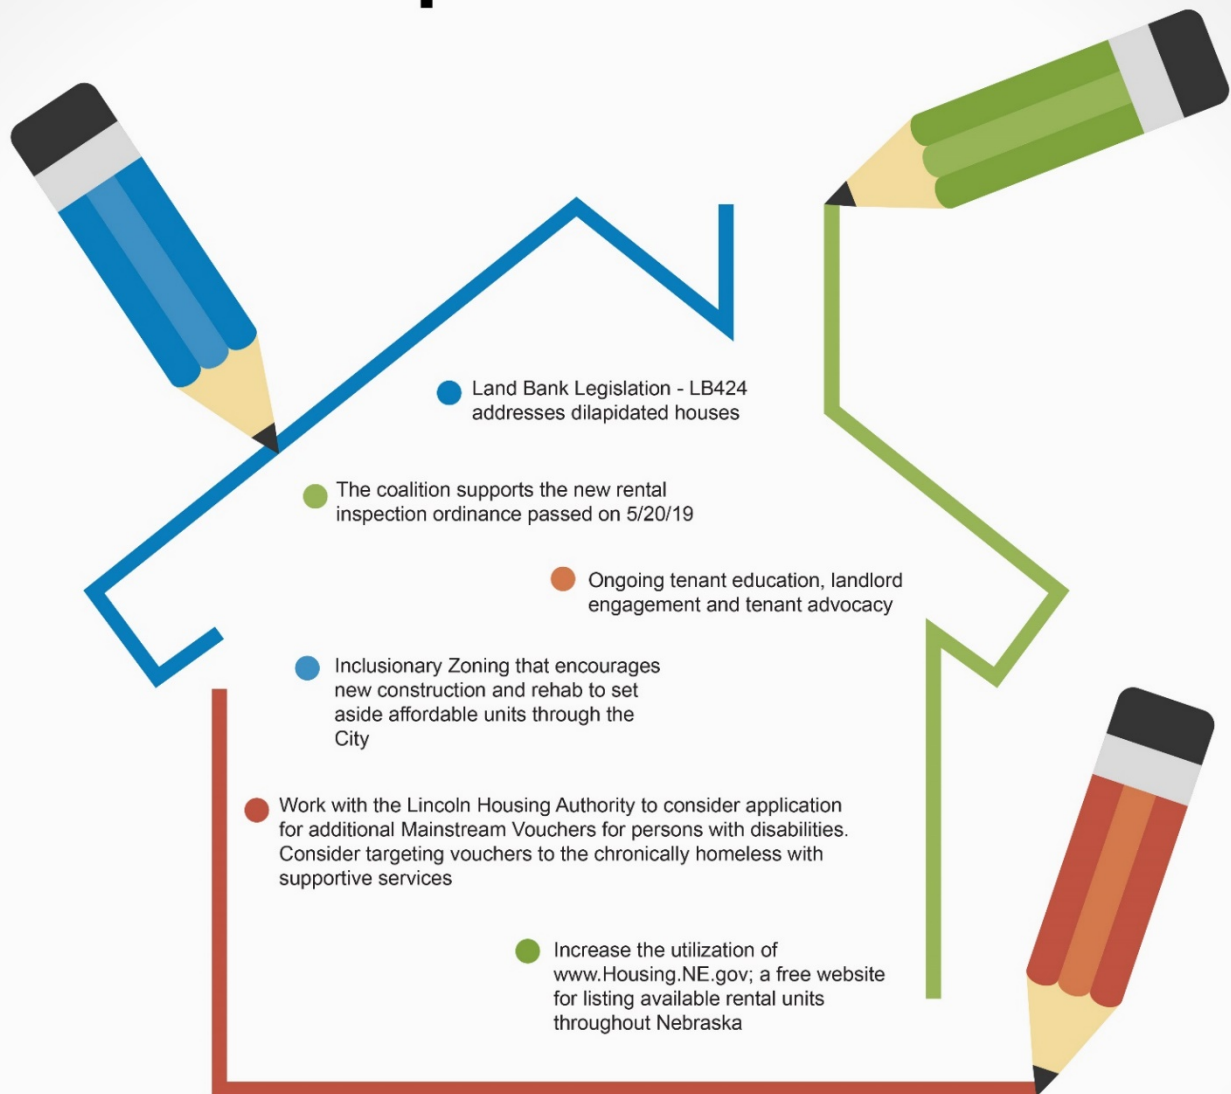 Land Bank Legislation - LB424
addresses dilapidated houses
The coalition supports the new rental
inspection ordinance passed on 5/20/19
Ongoing tenant education, landlord
engagement and tenant advocacy
Inclusionary Zoning that encourages
new construction and rehab to set
aside affordable units through the
City
Work with the Lincoln Housing Authority to consider application
for additional Mainstream Vouchers for persons with disabilities.
Consider targeting vouchers to the chronically homeless with
supportive services
Increase the utilization of
www.Housing.NE.gov; a free website
for listing available rental units
throughout Nebraska